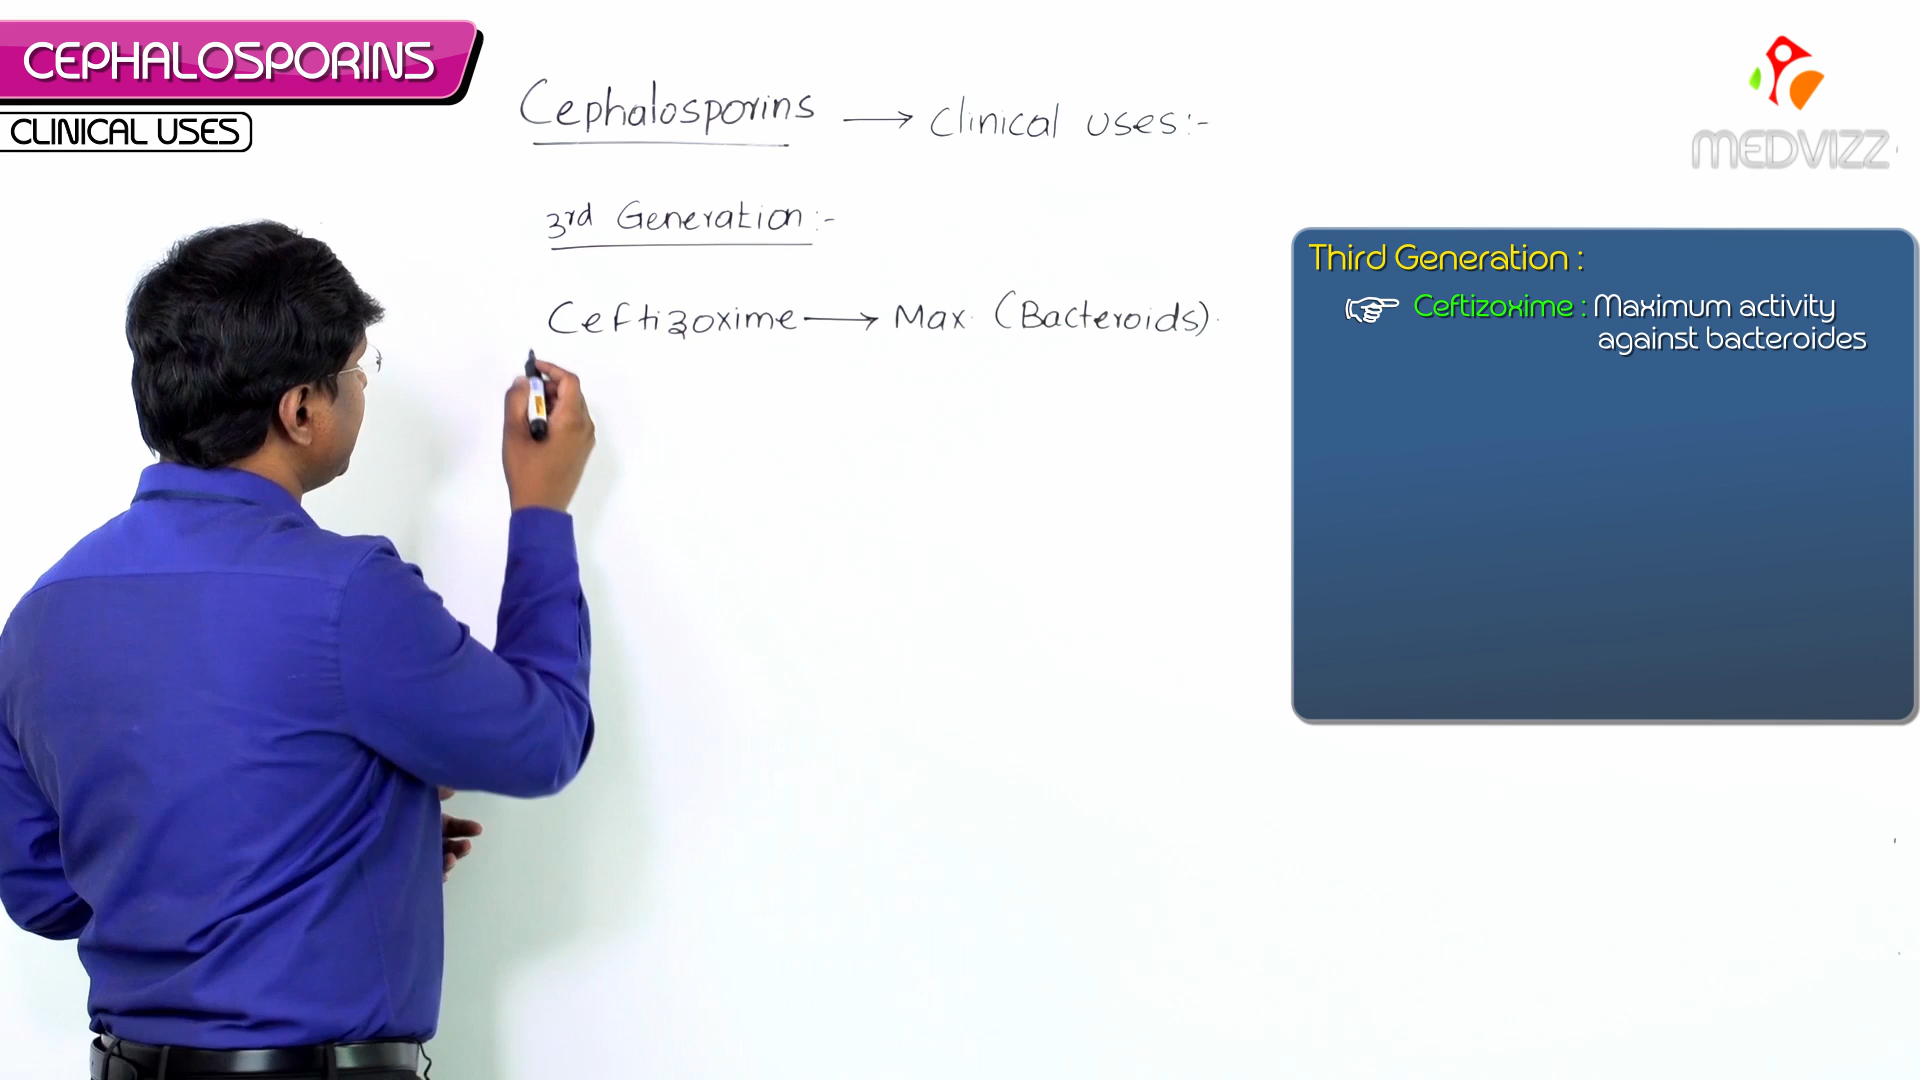 CEPHALOSPORINS
CLINICAL USES
Cephalosporins → Clinical uses:-
3rd Generation:-
Ceftizoxime → Max. (Bacteroids).
MEDVIZZ
Third Generation :
Ceftizoxime : Maximum activity
against bacteroides